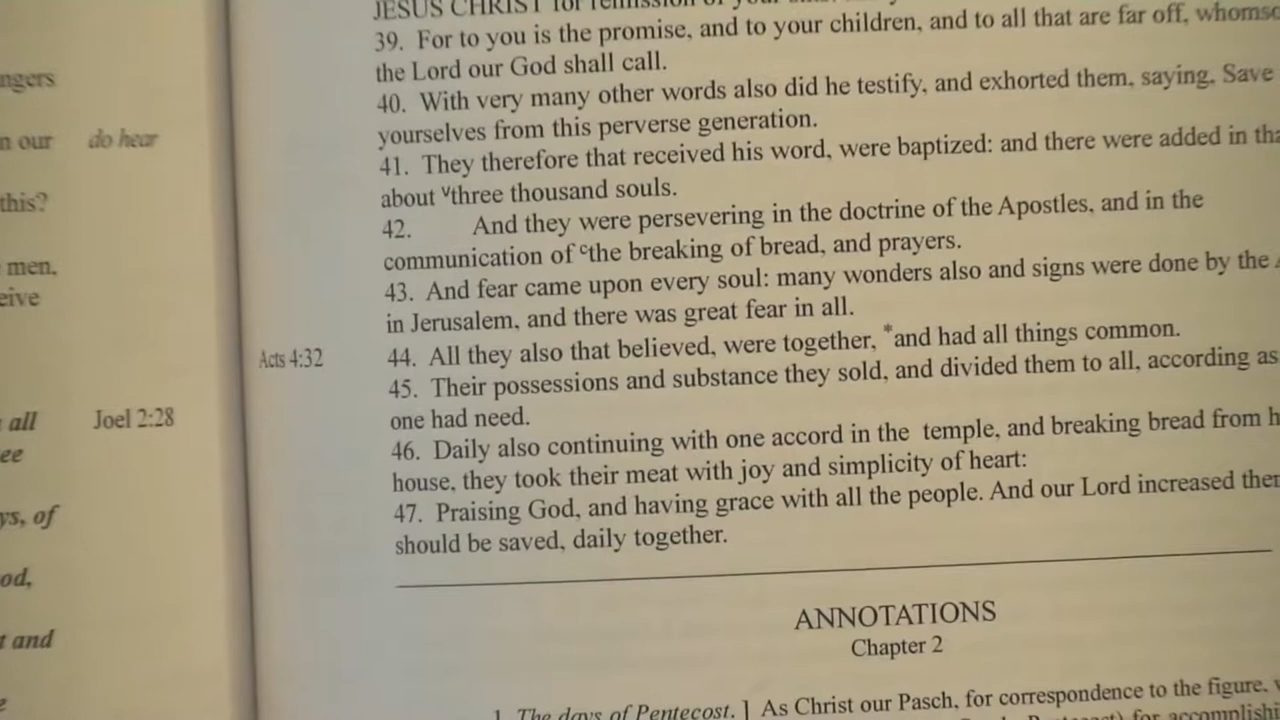 ngers
n our do hear
this?
men,
eive
all Joel 2:28
ee
ys, of
od,
t and
JESUS CHRIST for remission of your
39. For to you is the promise, and to your children, and to all that are far off, whomso
the Lord our God shall call.
40. With very many other words also did he testify, and exhorted them, saying. Save
yourselves from this perverse generation.
41. They therefore that received his word, were baptized: and there were added in tha
about ᵛthree thousand souls.
42. And they were persevering in the doctrine of the Apostles, and in the
communication of ᶜthe breaking of bread, and prayers.
43. And fear came upon every soul: many wonders also and signs were done by the A
in Jerusalem, and there was great fear in all.
Acts 4:32 44. All they also that believed, were together, *and had all things common.
45. Their possessions and substance they sold, and divided them to all, according as
one had need.
46. Daily also continuing with one accord in the temple, and breaking bread from h
house, they took their meat with joy and simplicity of heart:
47. Praising God, and having grace with all the people. And our Lord increased them
should be saved, daily together.
ANNOTATIONS
Chapter 2
1. The days of Pentecost. ] As Christ our Pasch, for correspondence to the figure,
for accomplishi